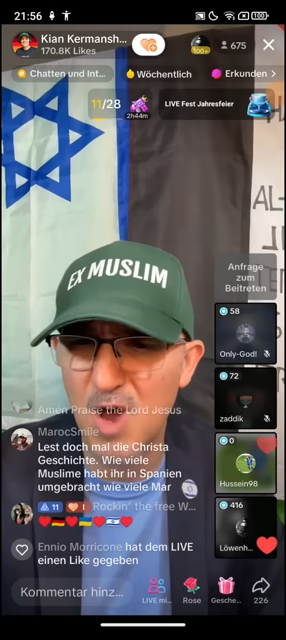 21:56
100
Kian Kermansh...
170.8K Likes
100+
675
Chatten und Int...
Wöchentlich
Erkunden
11/28
2h44m
LIVE Fest Jahresfeier
AL-
EX MUSLIM
Anfrage
zum
Beitreten
58
Only-God!
72
zaddik
0
Hussein98
416
Löwenh...
Amen Praise the Lord Jesus
MarocSmile
Lest doch mal die Christa
Geschichte. Wie viele
Muslime habt ihr in Spanien
umgebracht wie viele Mar
11 I Rockin' the free W...
❤️🇩🇪❤️🇺🇦❤️🇮🇱❤️
Ennio Morricone hat dem LIVE
einen Like gegeben
Kommentar hinz...
LIVE mi...
Rose
Gesche...
226